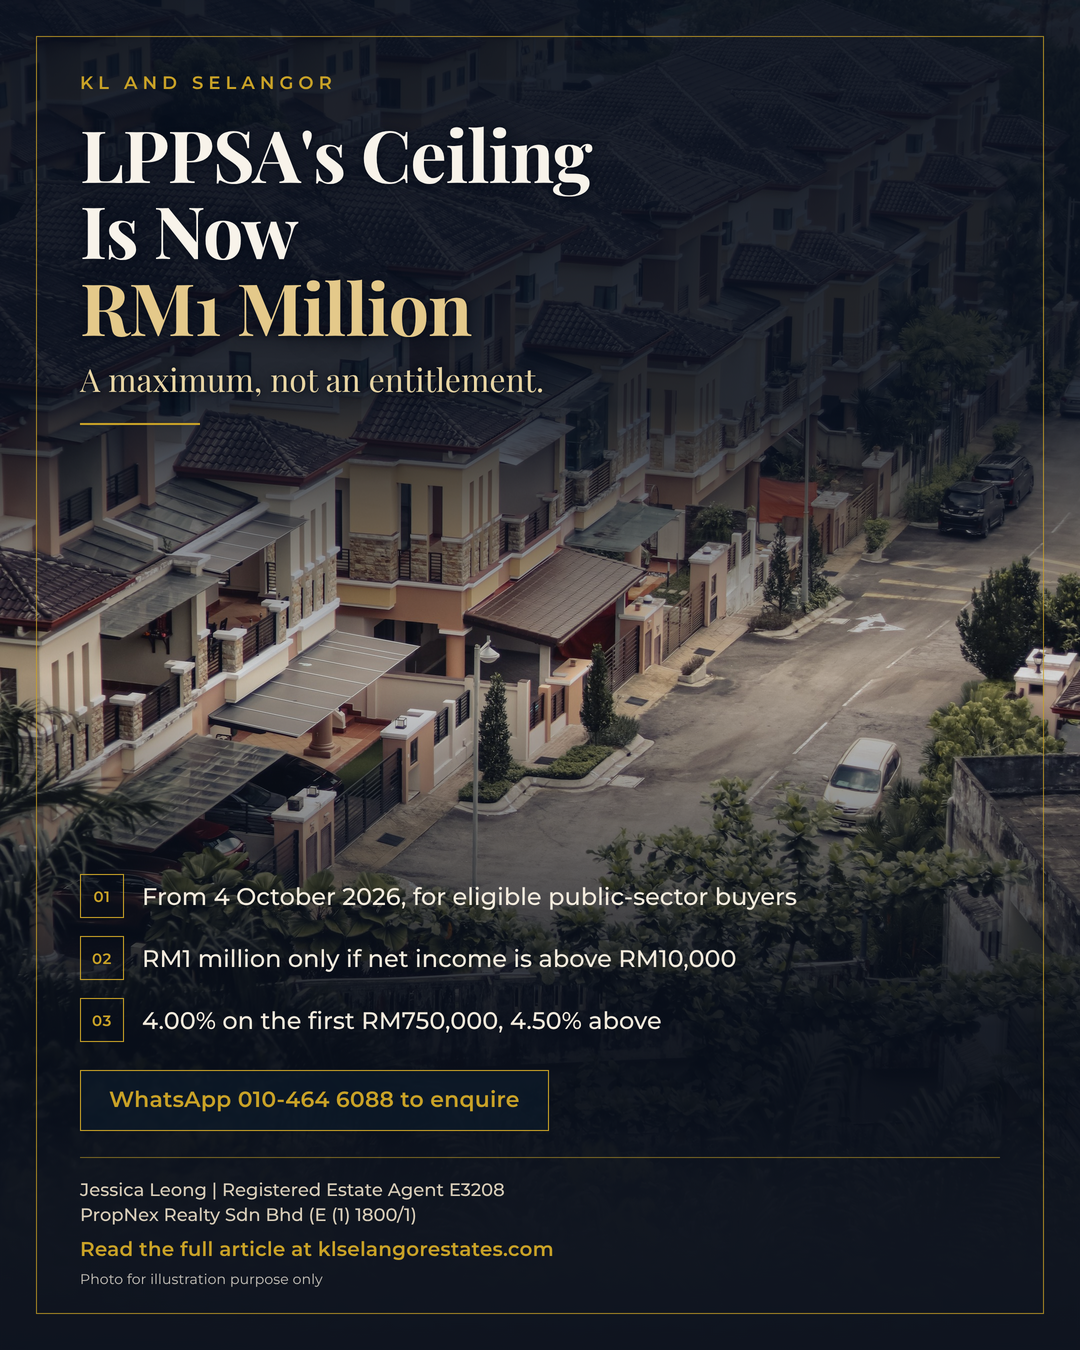 KL AND SELANGOR
LPPSA's Ceiling
Is Now
RM1 Million
A maximum, not an entitlement.
01 From 4 October 2026, for eligible public-sector buyers
02 RM1 million only if net income is above RM10,000
03 4.00% on the first RM750,000, 4.50% above
WhatsApp 010-464 6088 to enquire
Jessica Leong | Registered Estate Agent E3208
PropNex Realty Sdn Bhd (E (1) 1800/1)
Read the full article at klselangorestates.com
Photo for illustration purpose only